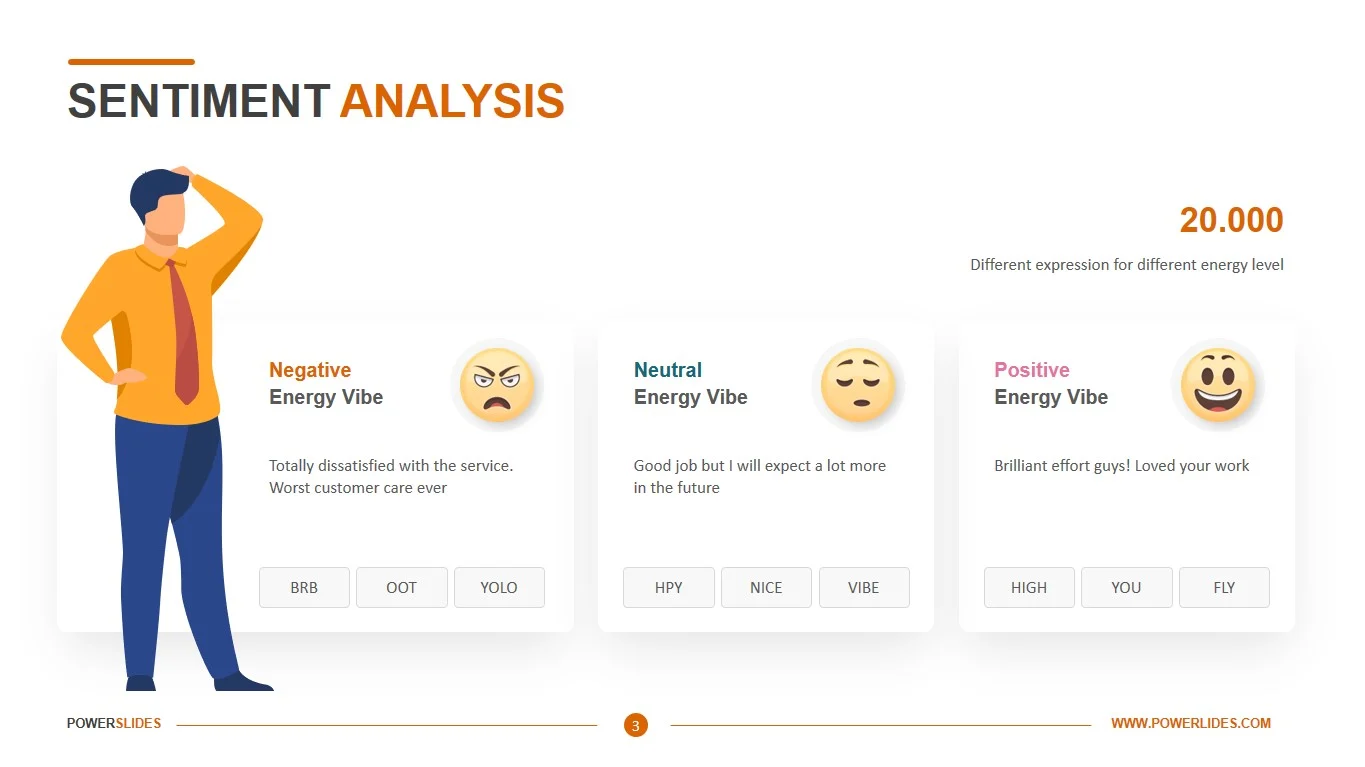 SENTIMENT ANALYSIS
20.000
Different expression for different energy level
Negative
Energy Vibe
Totally dissatisfied with the service.
Worst customer care ever
BRB OOT YOLO
Neutral
Energy Vibe
Good job but I will expect a lot more
in the future
HPY NICE VIBE
Positive
Energy Vibe
Brilliant effort guys! Loved your work
HIGH YOU FLY
POWERSLIDES
3
WWW.POWERLIDES.COM